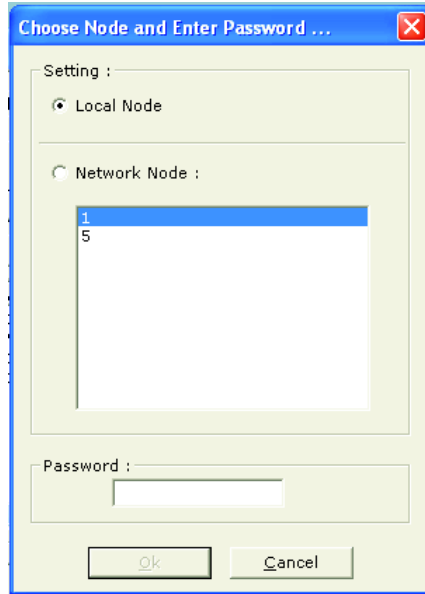 Choose Node and Enter Password ...
Setting :
Local Node
Network Node :
1
5
Password :
Ok
Cancel